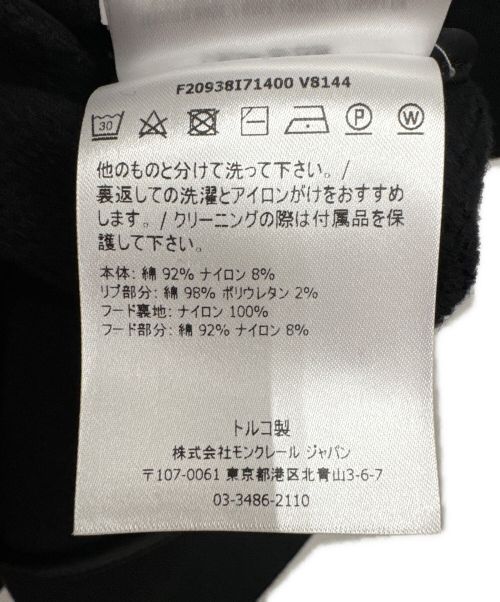 F20938I71400 V8144
30
P
W
他のものと分けて洗って下さい。/
裏返しての洗濯とアイロンがけをおすすめ
します。/ クリーニングの際は付属品を保
護して下さい。
本体: 綿 92% ナイロン 8%
リブ部分: 綿 98% ポリウレタン 2%
フード裏地: ナイロン 100%
フード部分: 綿 92% ナイロン 8%
トルコ製
株式会社モンクレール ジャパン
〒107-0061 東京都港区北青山3-6-7
03-3486-2110